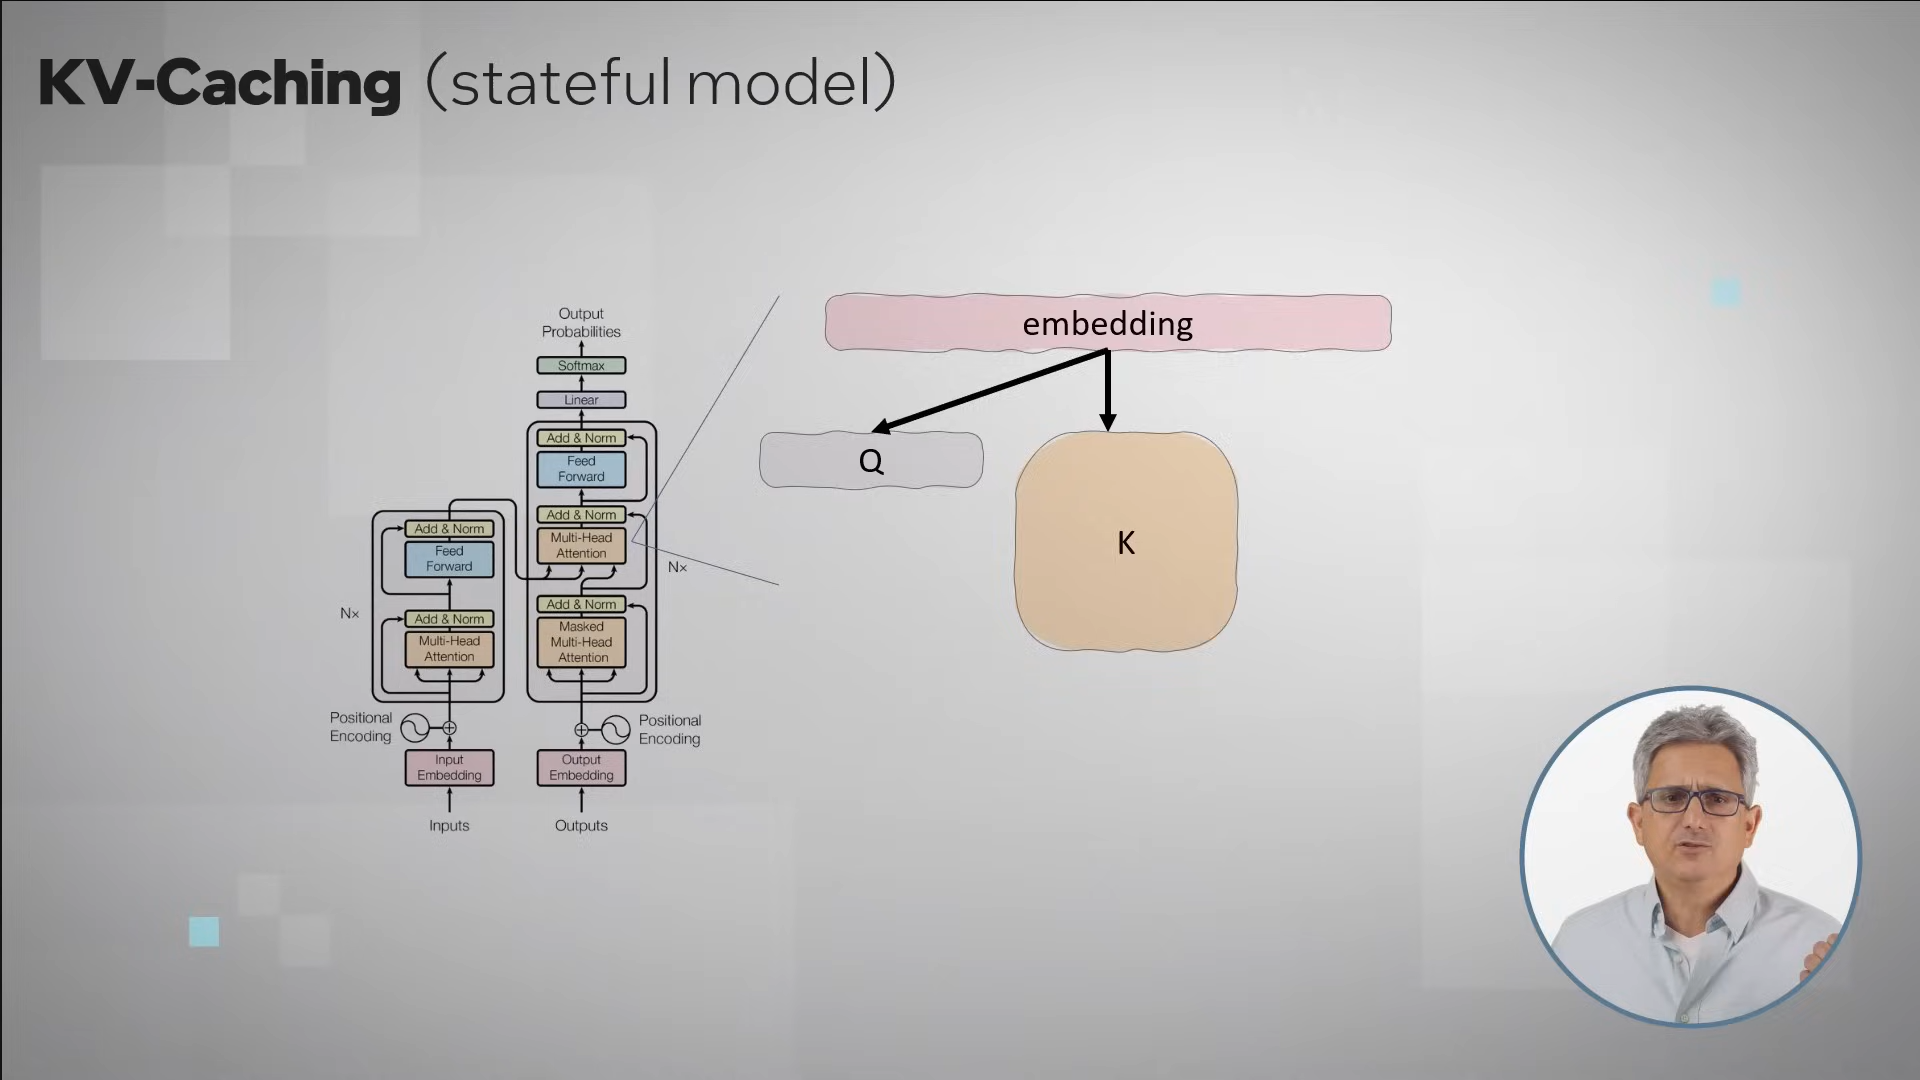 KV-Caching (stateful model)
Output
Probabilities
Softmax
Linear
Add & Norm
Feed
Forward
Add & Norm
Multi-Head
Attention
Nx
Add & Norm
Masked
Multi-Head
Attention
Positional
Encoding
Output
Embedding
Outputs
Add & Norm
Feed
Forward
Nx
Add & Norm
Multi-Head
Attention
Positional
Encoding
Input
Embedding
Inputs
embedding
Q
K